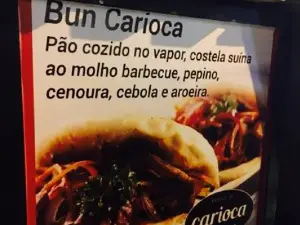 Bun Carioca
Pão cozido no vapor, costela suína
ao molho barbecue, pepino,
cenoura, cebola e aroeira.
carioca